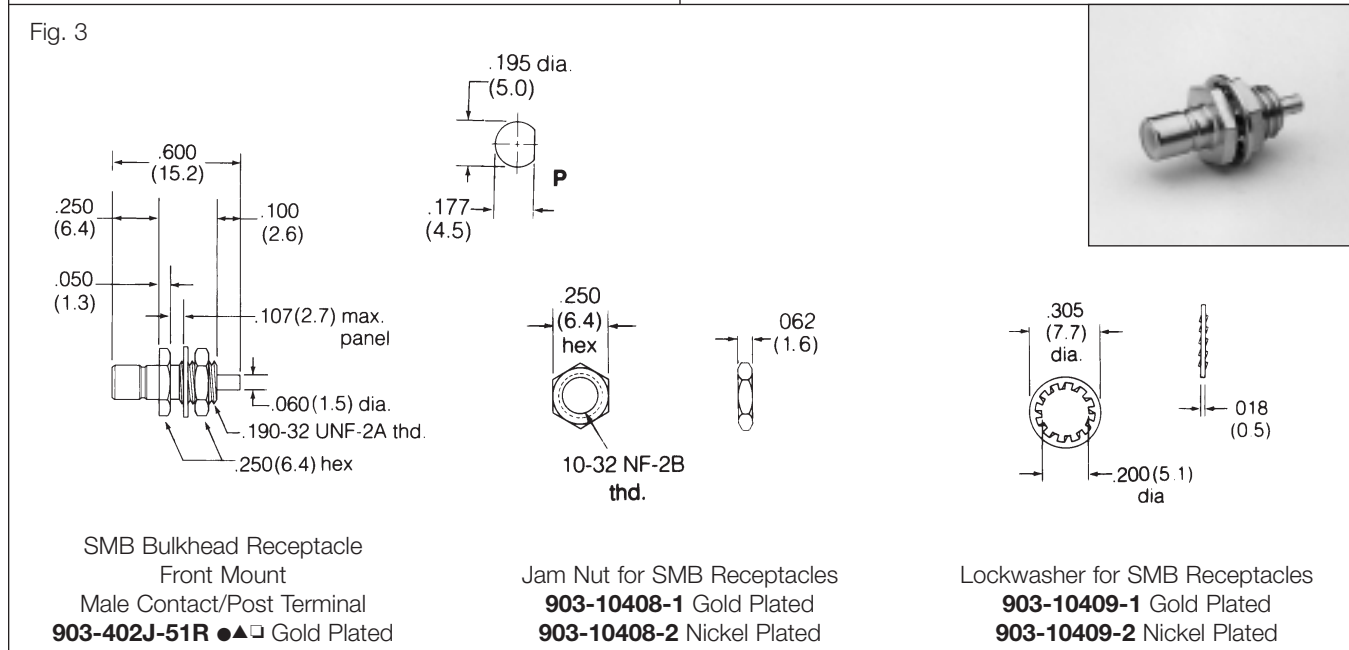 Fig. 3
.195 dia.
(5.0)
P
.177
(4.5)
.600
(15.2)
.250
(6.4)
.100
(2.6)
.050
(1.3)
.107(2.7) max.
panel
.060(1.5) dia.
.190-32 UNF-2A thd.
.250(6.4) hex
SMB Bulkhead Receptacle
Front Mount
Male Contact/Post Terminal
903-402J-51R ●▲❏ Gold Plated
.250
(6.4)
hex
062
(1.6)
10-32 NF-2B
thd.
Jam Nut for SMB Receptacles
903-10408-1 Gold Plated
903-10408-2 Nickel Plated
.305
(7.7)
dia.
018
(0 5)
.200(5.1)
dia
Lockwasher for SMB Receptacles
903-10409-1 Gold Plated
903-10409-2 Nickel Plated